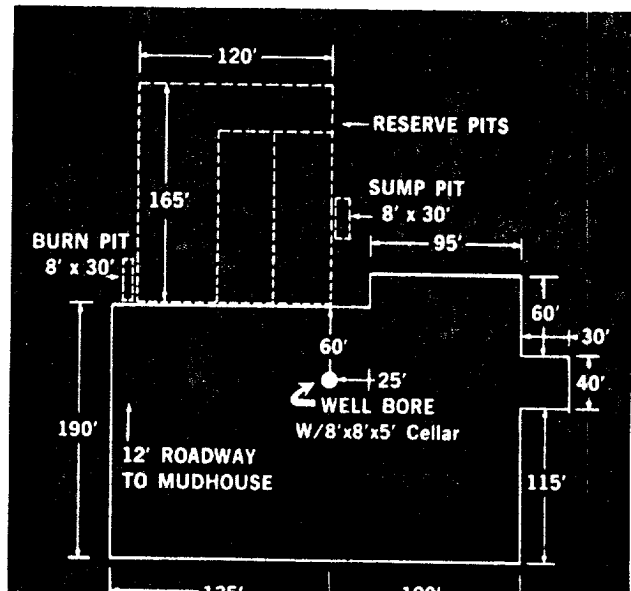 120'
RESERVE PITS
165'
SUMP PIT
8' x 30'
BURN PIT
8' x 30'
95'
60'
30'
60'
25'
40'
WELL BORE
W/8'x8'x5' Cellar
190'
12' ROADWAY
TO MUDHOUSE
115'